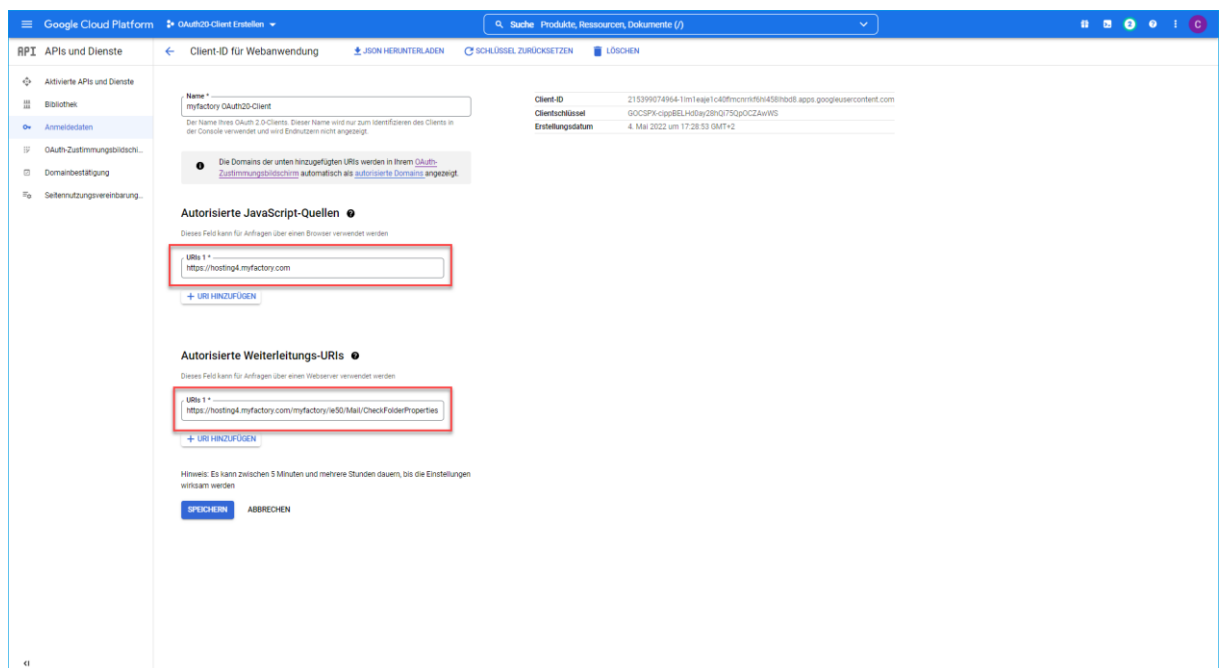 Google Cloud Platform
OAuth20-Client Erstellen
Suche Produkte, Ressourcen, Dokumente (/)
C
API APIs und Dienste
Client-ID für Webanwendung
JSON HERUNTERLADEN
SCHLÜSSEL ZURÜCKSETZEN
LÖSCHEN
Aktivierte APIs und Dienste
Bibliothek
Anmeldedaten
OAuth-Zustimmungsbildschi...
Domainbestätigung
Seitennutzungsvereinbarung...
Name *
myfactory OAuth20-Client
Der Name Ihres OAuth 2.0-Clients. Dieser Name wird nur zum Identifizieren des Clients in
der Console verwendet und wird Endnutzern nicht angezeigt.
Client-ID
Clientschlüssel
Erstellungsdatum 4. Mai 2022 um 17:28:53 GMT+2
Die Domains der unten hinzugefügten URIs werden in Ihrem OAuth-
Zustimmungsbildschirm automatisch als autorisierte Domains angezeigt.
Autorisierte JavaScript-Quellen
Dieses Feld kann für Anfragen über einen Browser verwendet werden
URIs 1 *
https://hosting4.myfactory.com
+ URI HINZUFÜGEN
Autorisierte Weiterleitungs-URIs
Dieses Feld kann für Anfragen über einen Webserver verwendet werden
URIs 1 *
https://hosting4.myfactory.com/myfactory/ie50/Mail/CheckFolderProperties
+ URI HINZUFÜGEN
Hinweis: Es kann zwischen 5 Minuten und mehrere Stunden dauern, bis die Einstellungen
wirksam werden
SPEICHERN
ABBRECHEN